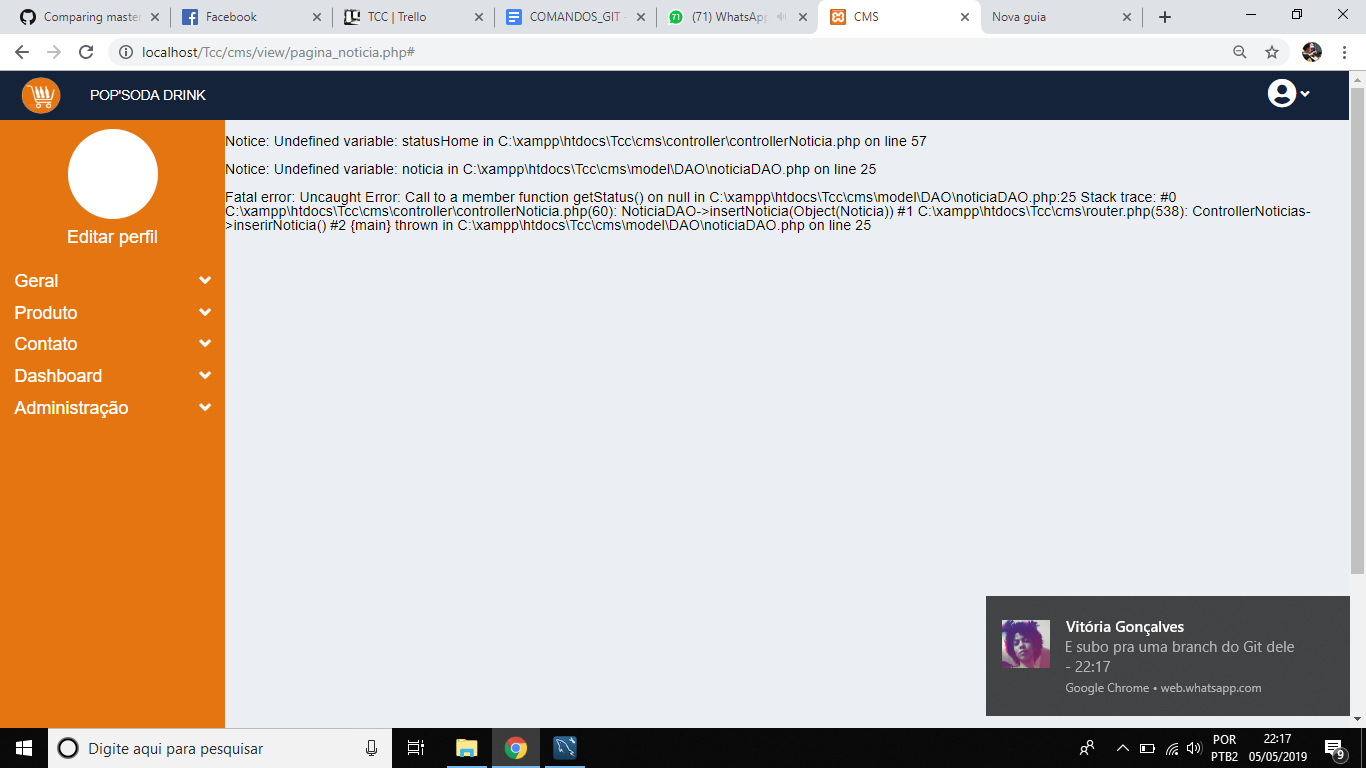 Comparing master
Facebook
TCC | Trello
COMANDOS_GIT -
(71) WhatsApp
CMS
Nova guia
localhost/Tcc/cms/view/pagina_noticia.php#
POP'SODA DRINK
Notice: Undefined variable: statusHome in C:\xampp\htdocs\Tcc\cms\controller\controllerNoticia.php on line 57
Notice: Undefined variable: noticia in C:\xampp\htdocs\Tcc\cms\model\DAO\noticiaDAO.php on line 25
Fatal error: Uncaught Error: Call to a member function getStatus() on null in C:\xampp\htdocs\Tcc\cms\model\DAO\noticiaDAO.php:25 Stack trace: #0
C:\xampp\htdocs\Tcc\cms\controller\controllerNoticia.php(60): NoticiaDAO->insertNoticia(Object(Noticia)) #1 C:\xampp\htdocs\Tcc\cms\router.php(538): ControllerNoticias-
>inserirNoticia() #2 {main} thrown in C:\xampp\htdocs\Tcc\cms\model\DAO\noticiaDAO.php on line 25
Editar perfil
Geral
Produto
Contato
Dashboard
Administração
Vitória Gonçalves
E subo pra uma branch do Git dele
- 22:17
Google Chrome • web.whatsapp.com
Digite aqui para pesquisar
POR
PTB2
22:17
05/05/2019
9